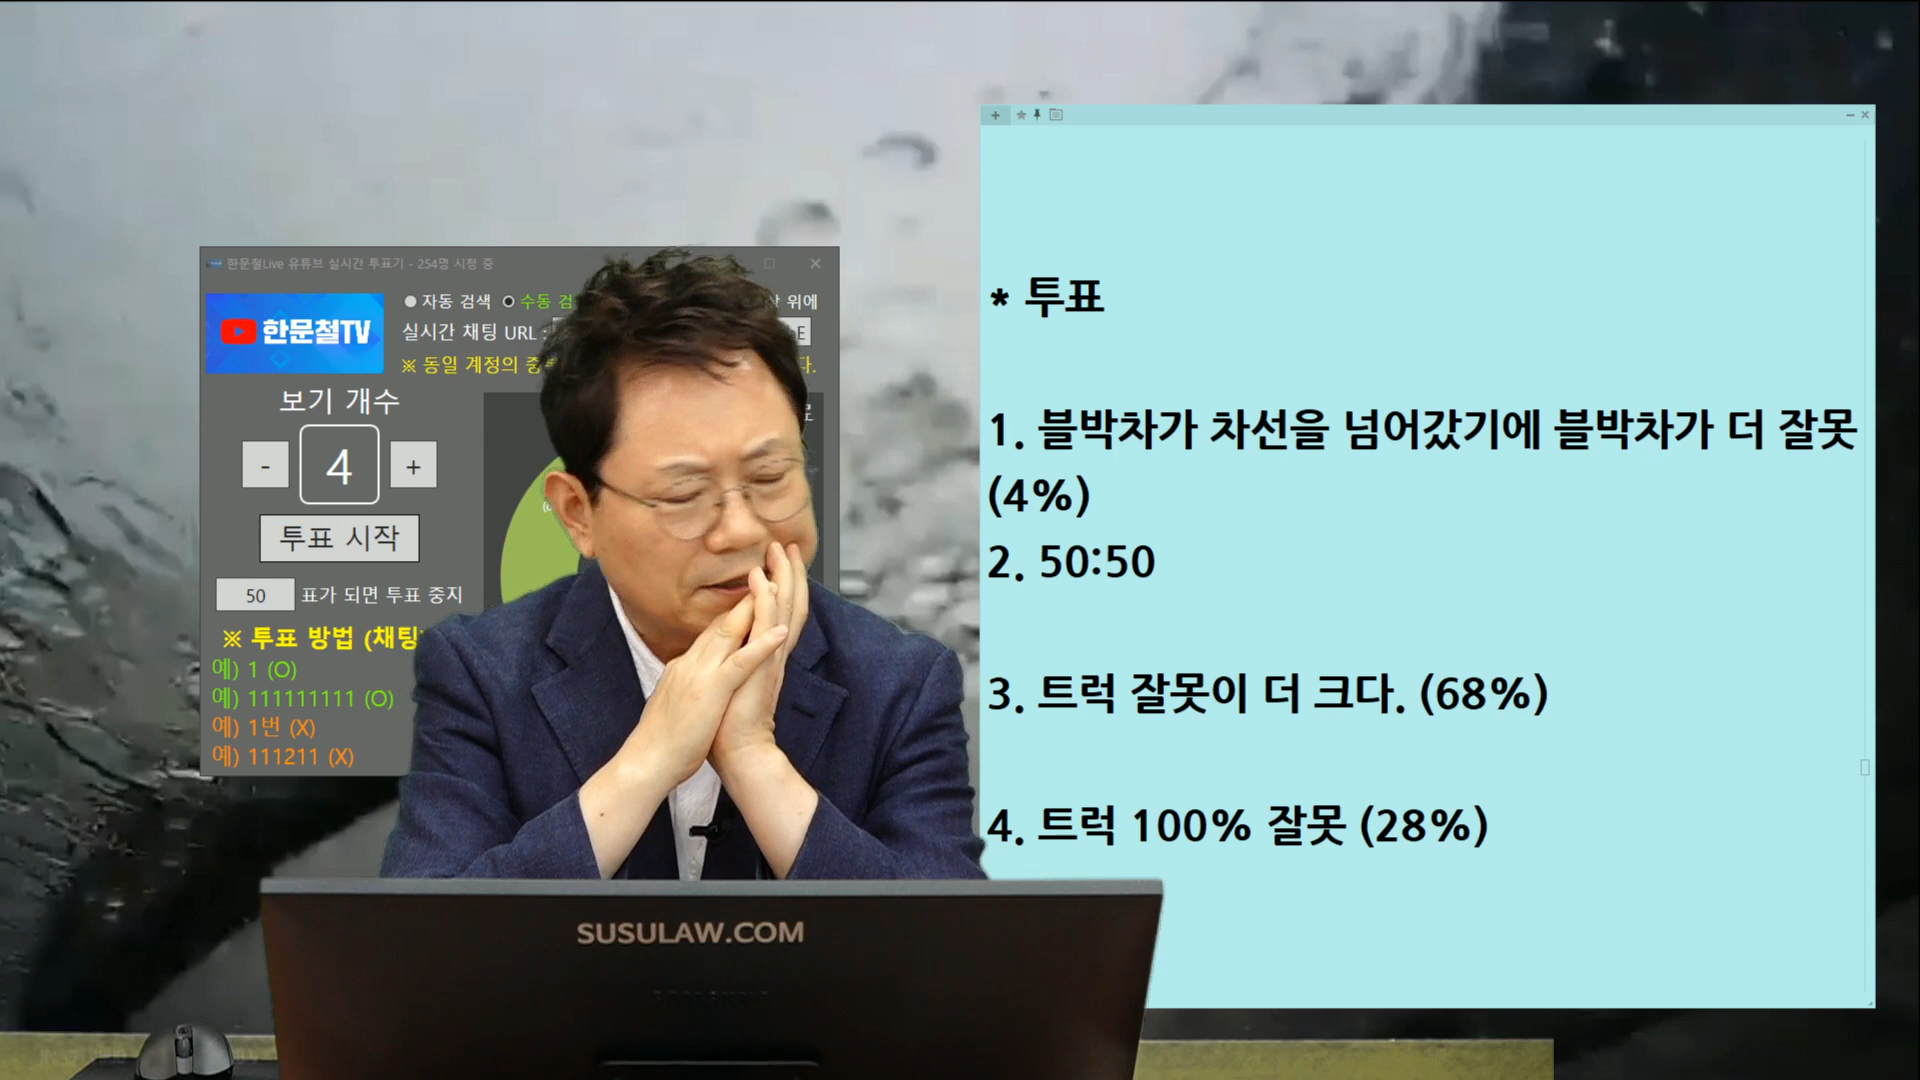 한문철Live 유튜브 실시간 투표기 - 254명 시청 중
자동 검색 수동 위에
실시간 채팅 URL : E
※ 동일 계정의 다.
한문철TV
보기 개수
- 4 +
투표 시작
50 표가 되면 투표 중지
※ 투표 방법 (채팅
예) 1 (O)
예) 111111111 (O)
예) 1번 (X)
예) 111211 (X)
* 투표
1. 블박차가 차선을 넘어갔기에 블박차가 더 잘못
(4%)
2. 50:50
3. 트럭 잘못이 더 크다. (68%)
4. 트럭 100% 잘못 (28%)
SUSULAW.COM